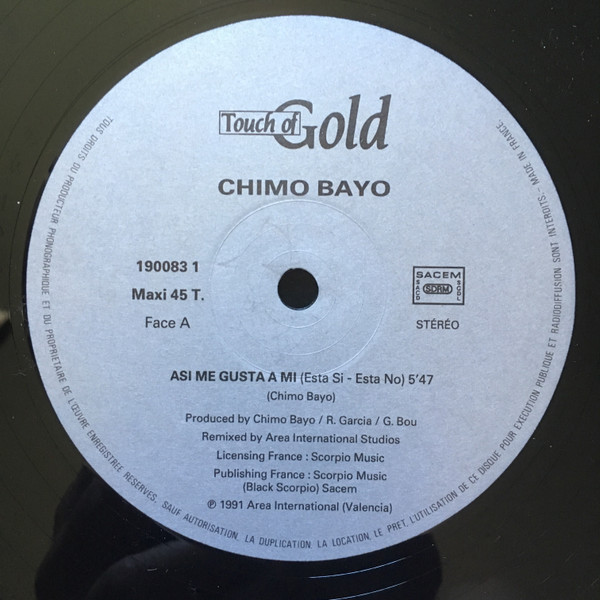 Touch of Gold
CHIMO BAYO
190083 1
Maxi 45 T.
Face A
SACEM
SACD
SDRM
SGDL
STÉRÉO
ASI ME GUSTA A MI (Esta Si - Esta No) 5'47
(Chimo Bayo)
Produced by Chimo Bayo / R. Garcia / G. Bou
Remixed by Area International Studios
Licensing France : Scorpio Music
Publishing France : Scorpio Music
(Black Scorpio) Sacem
℗ 1991 Area International (Valencia)
TOUS DROITS DU PRODUCTEUR PHONOGRAPHIQUE ET DU PROPRIETAIRE DE L'ŒUVRE ENREGISTREE RESERVES. SAUF AUTORISATION, LA DUPLICATION, LA LOCATION, LE PRET, L'UTILISATION DE CE DISQUE POUR EXECUTION PUBLIQUE ET RADIODIFFUSION SONT INTERDITS. - MADE IN FRANCE.